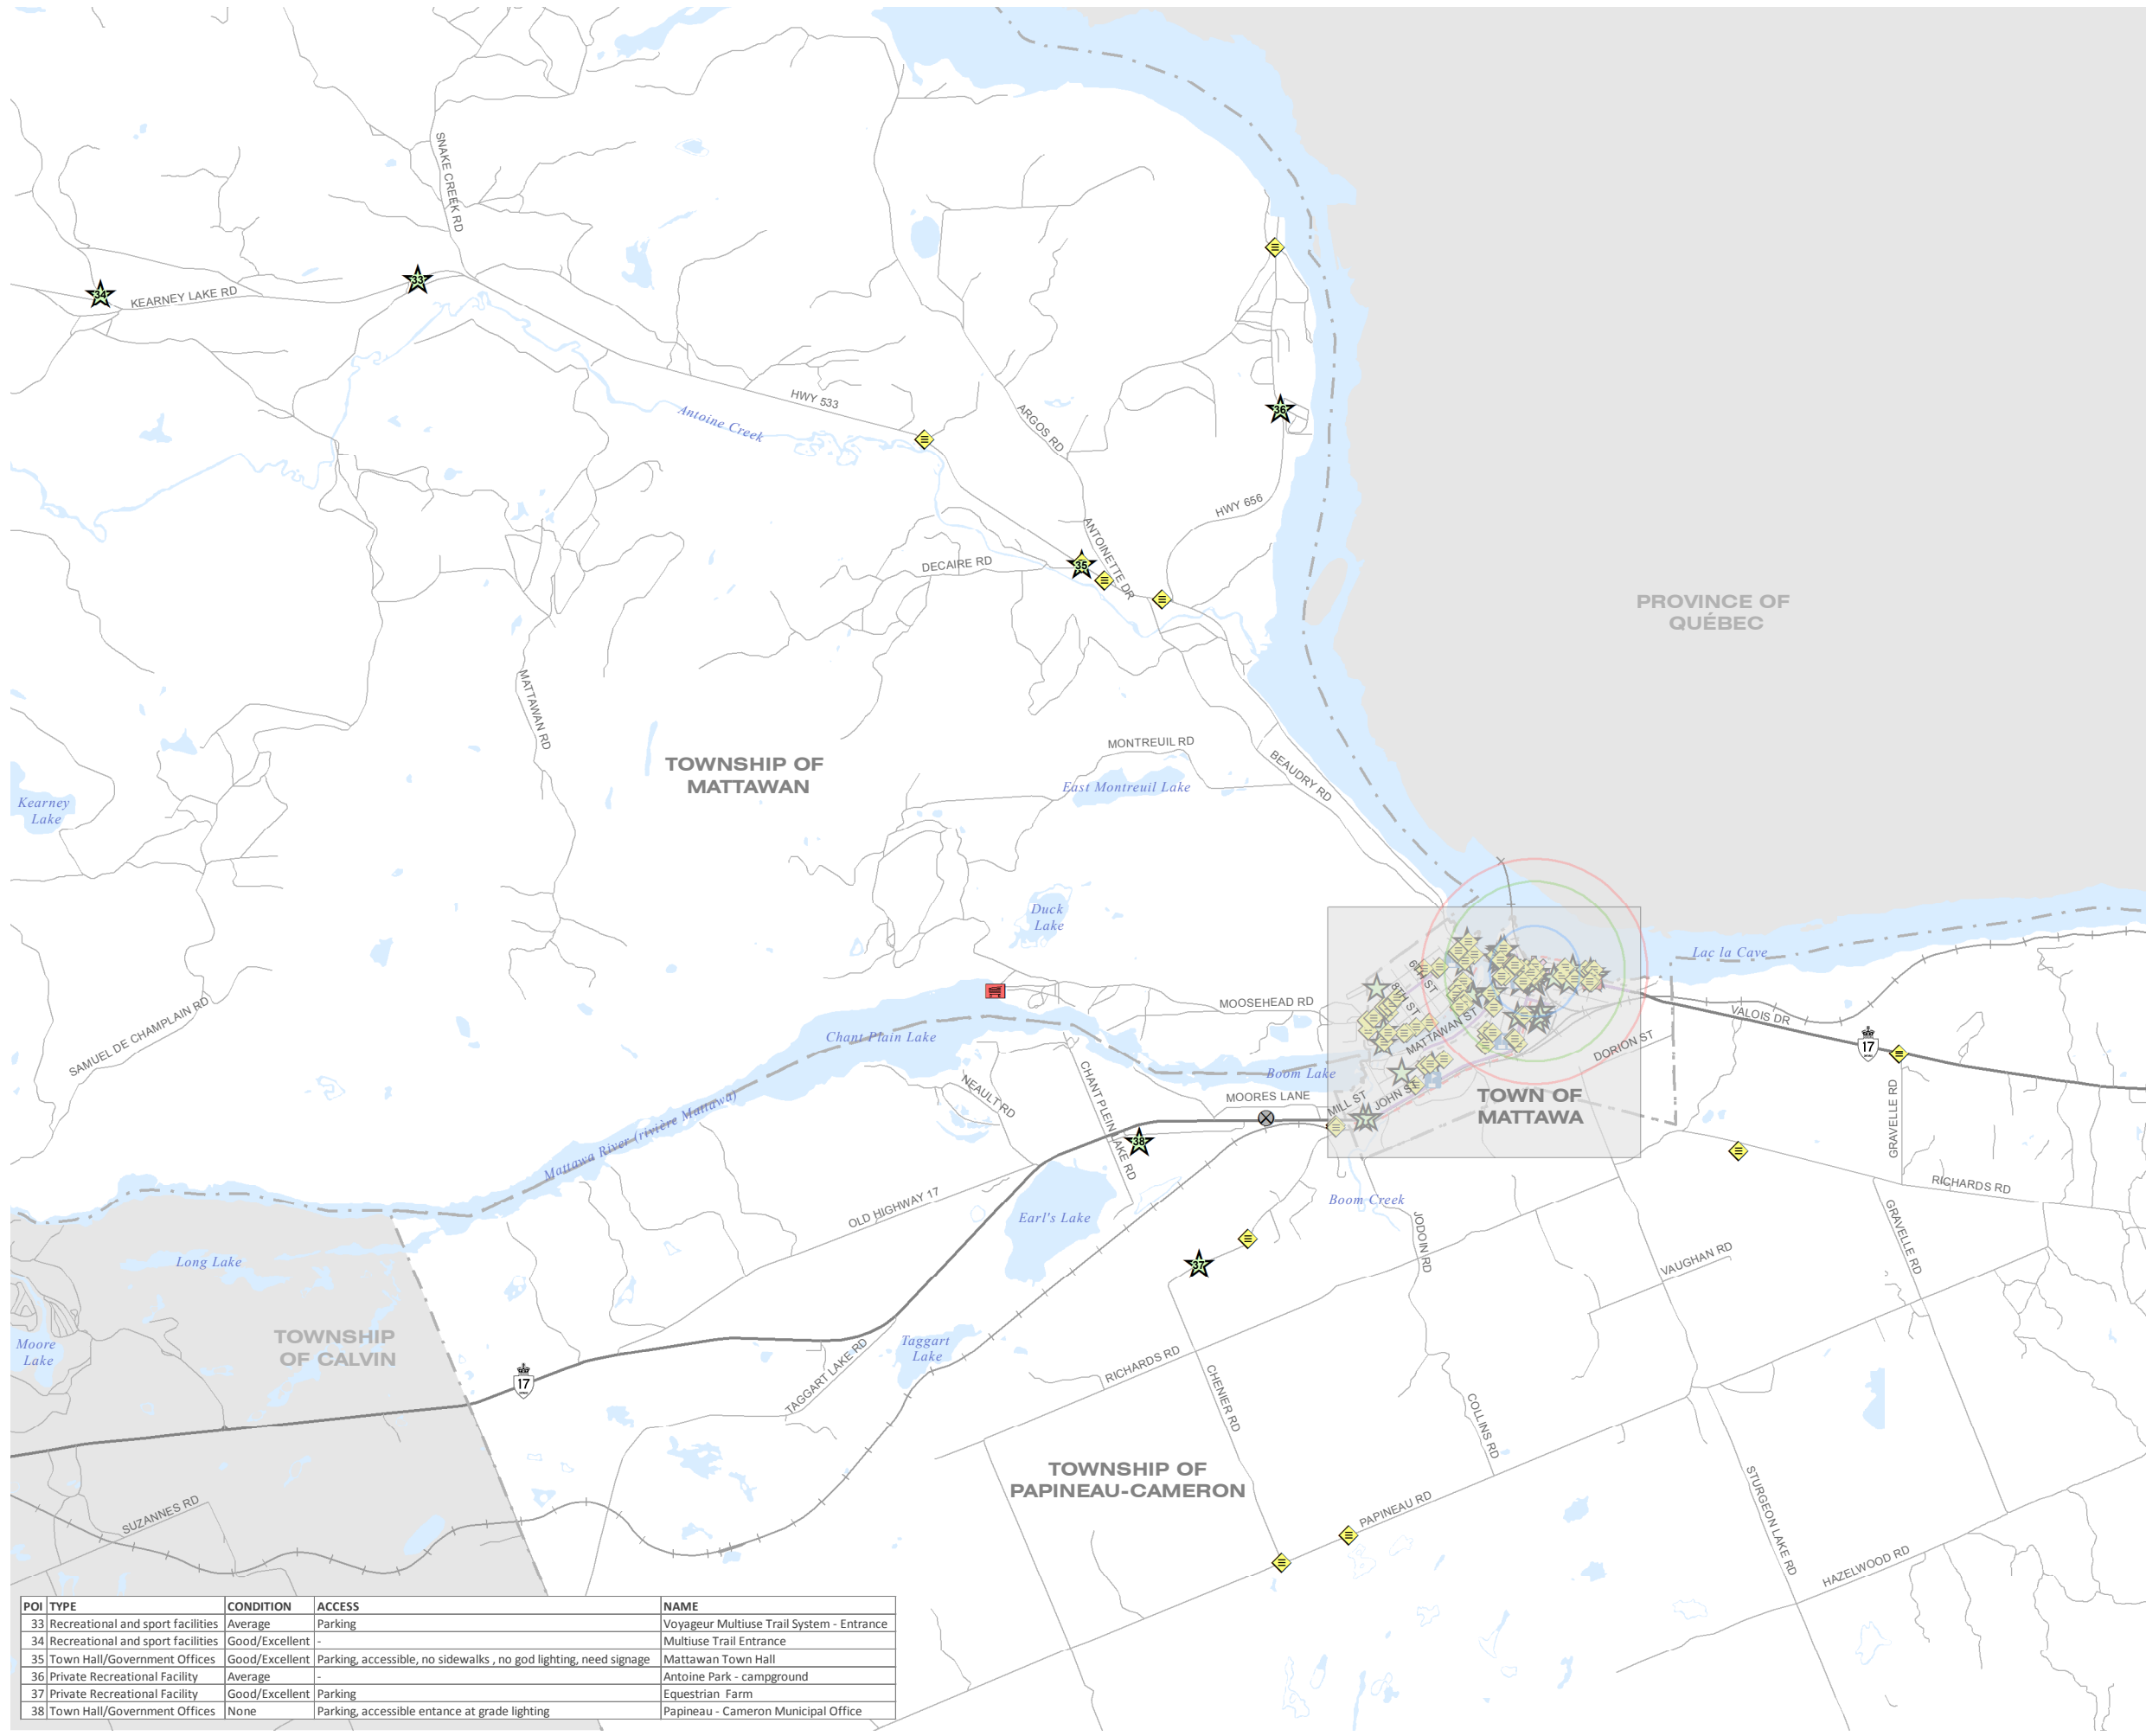 SNAKE CREEK RD
34
33
KEARNEY LAKE RD
HWY 533
Antoine Creek
ARGOS RD
36
HWY 656
ANTOINETTE DR
DECAIRE RD
35
PROVINCE OF
QUÉBEC
MATTAWAN RD
TOWNSHIP OF
MATTAWAN
MONTREUIL RD
East Montreuil Lake
BEAUDRY RD
Kearney
Lake
Duck
Lake
Lac la Cave
6TH ST
8TH ST
MOOSEHEAD RD
MATTAWAN ST
VALOIS DR
17
DORION ST
SAMUEL DE CHAMPLAIN RD
Chant Plain Lake
Boom Lake
NEAULT RD
CHANT PLEIN LAKE RD
MOORES LANE
MILL ST
JOHN ST
TOWN OF
MATTAWA
GRAVELLE RD
Mattawa River (rivière Mattawa)
38
RICHARDS RD
OLD HIGHWAY 17
Earl's Lake
Boom Creek
JODOIN RD
GRAVELLE RD
Long Lake
37
VAUGHAN RD
TOWNSHIP
OF CALVIN
Moore
Lake
17
Taggart
Lake
TAGGART LAKE RD
RICHARDS RD
CHENIER RD
COLLINS RD
TOWNSHIP OF
PAPINEAU-CAMERON
STURGEON LAKE RD
SUZANNES RD
PAPINEAU RD
HAZELWOOD RD
POI TYPE CONDITION ACCESS NAME
33 Recreational and sport facilities Average Parking Voyageur Multiuse Trail System - Entrance
34 Recreational and sport facilities Good/Excellent - Multiuse Trail Entrance
35 Town Hall/Government Offices Good/Excellent Parking, accessible, no sidewalks , no god lighting, need signage Mattawan Town Hall
36 Private Recreational Facility Average - Antoine Park - campground
37 Private Recreational Facility Good/Excellent Parking Equestrian Farm
38 Town Hall/Government Offices None Parking, accessible entance at grade lighting Papineau - Cameron Municipal Office